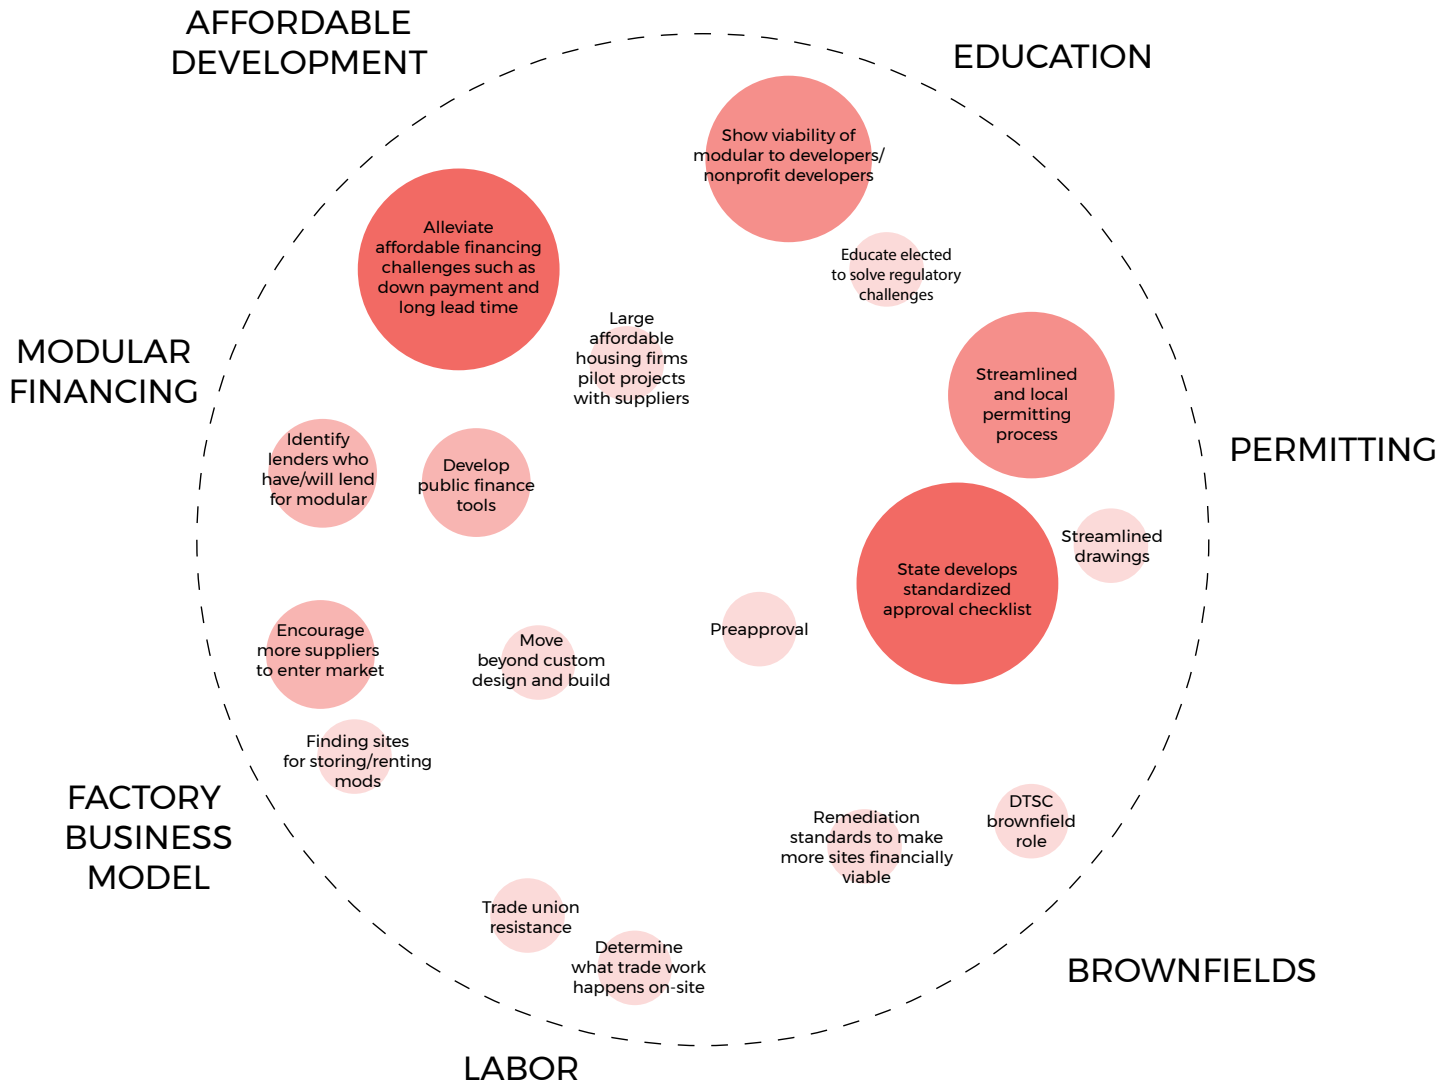 AFFORDABLE
DEVELOPMENT
EDUCATION
Show viability of
modular to developers/
nonprofit developers
Alleviate
affordable financing
challenges such as
down payment and
long lead time
Educate elected
to solve regulatory
challenges
Large
affordable
housing firms
pilot projects
with suppliers
MODULAR
FINANCING
Streamlined
and local
permitting
process
PERMITTING
Identify
lenders who
have/will lend
for modular
Develop
public finance
tools
Streamlined
drawings
State develops
standardized
approval checklist
Preapproval
Encourage
more suppliers
to enter market
Move
beyond custom
design and build
Finding sites
for storing/renting
mods
FACTORY
BUSINESS
MODEL
DTSC
brownfield
role
Remediation
standards to make
more sites financially
viable
Trade union
resistance
Determine
what trade work
happens on-site
BROWNFIELDS
LABOR